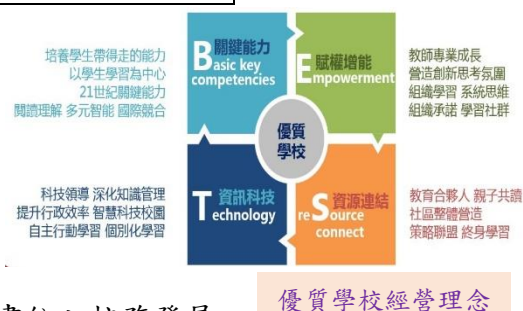 培養學生帶得走的能力
以學生學習為中心
21世紀關鍵能力
閱讀理解 多元智能 國際競合
關鍵能力
Basic key
competencies
賦權增能
Empowerment
教師專業成長
營造創新思考氛圍
組織學習 系統思維
組織承諾 學習社群
優質
學校
科技領導 深化知識管理
提升行政效率 智慧科技校園
自主行動學習 個別化學習
資訊科技
Technology
資源連結
reSource
connect
教育合夥人 親子共讀
社區整體營造
策略聯盟 終身學習
優質學校經營理念